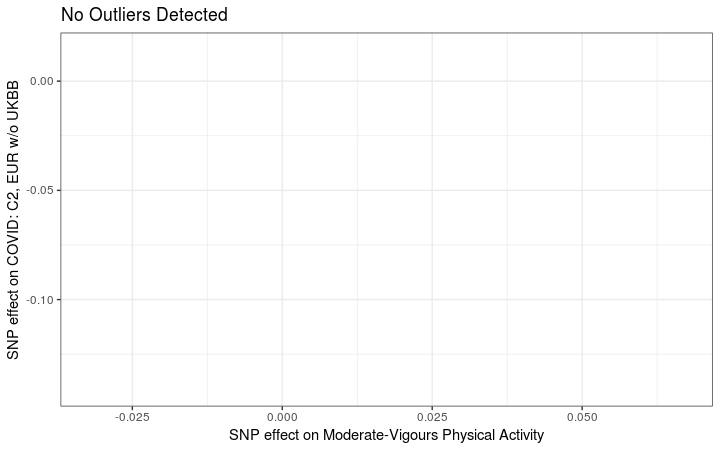 No Outliers Detected
SNP effect on COVID: C2, EUR w/o UKBB
0.00
-0.05
-0.10
-0.025
0.000
0.025
0.050
SNP effect on Moderate-Vigours Physical Activity